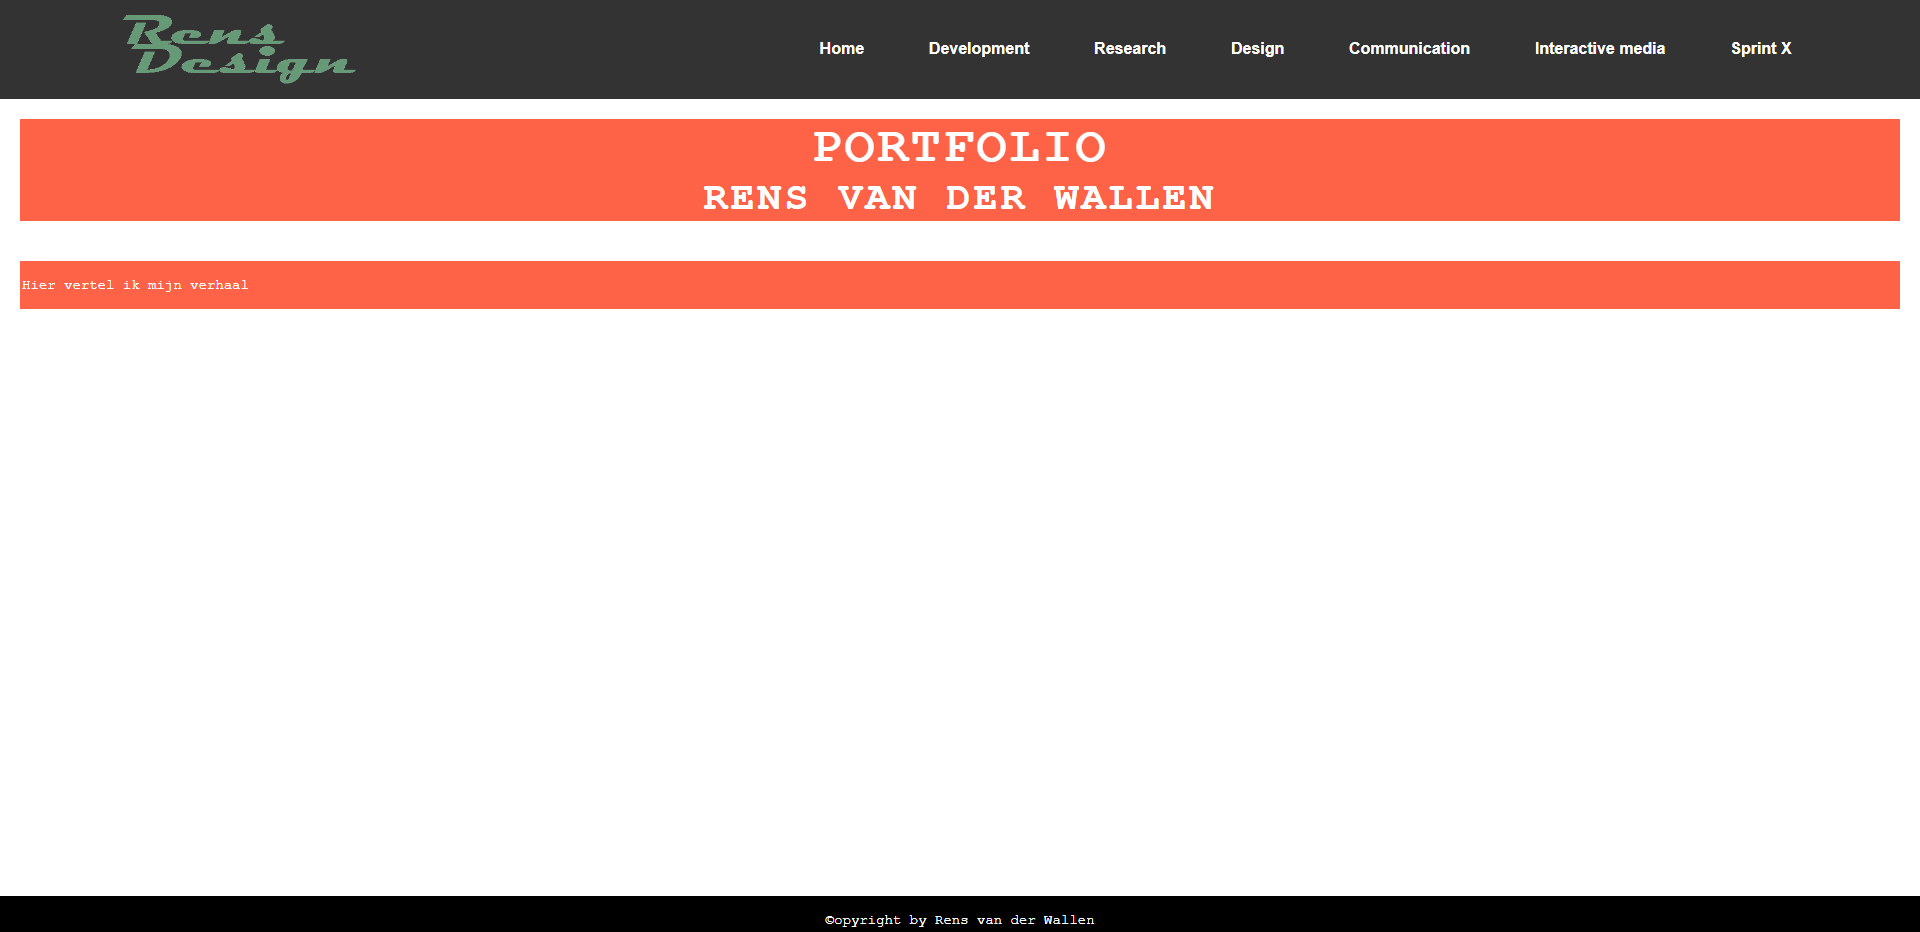 Rens
Design
Home Development Research Design Communication Interactive media Sprint X
PORTFOLIO
RENS VAN DER WALLEN
Hier vertel ik mijn verhaal
©opyright by Rens van der Wallen